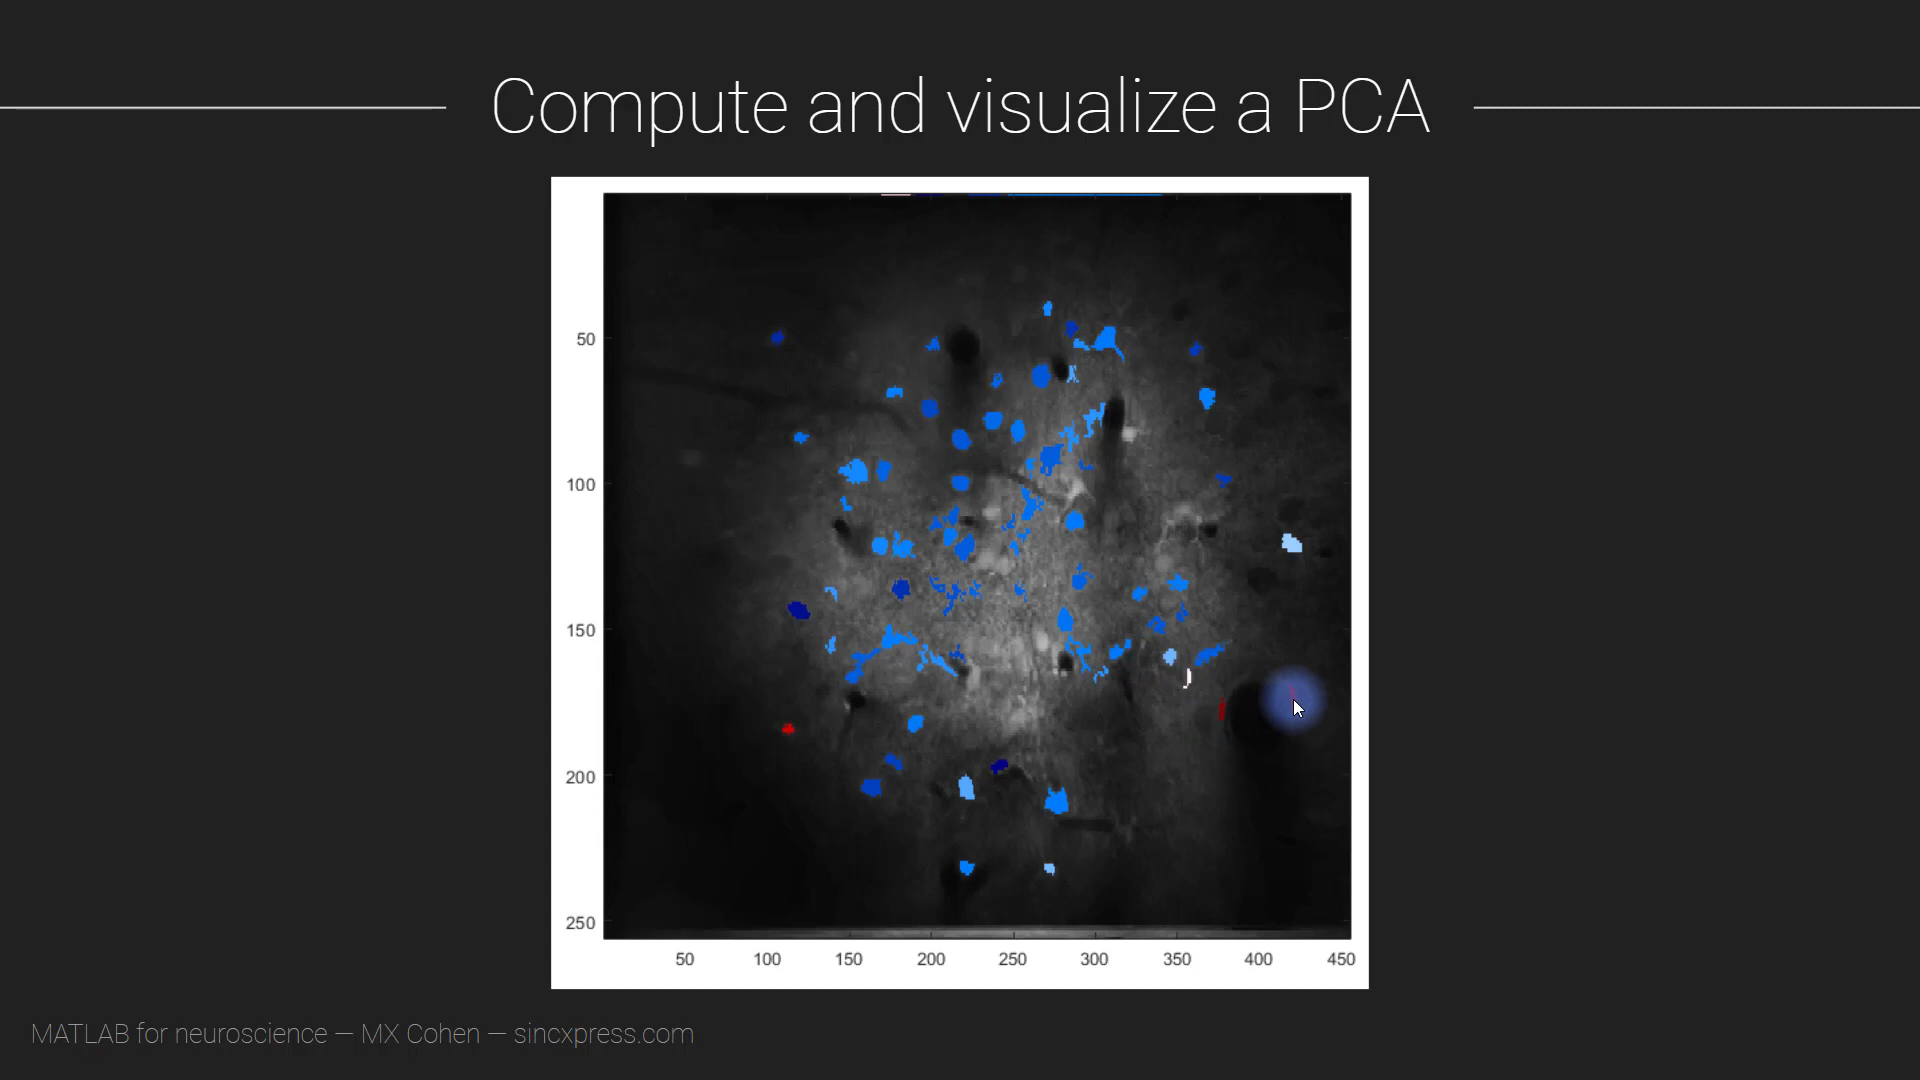 Compute and visualize a PCA
50
100
150
200
250
50 100 150 200 250 300 350 400 450
MATLAB for neuroscience — MX Cohen — sincxpress.com